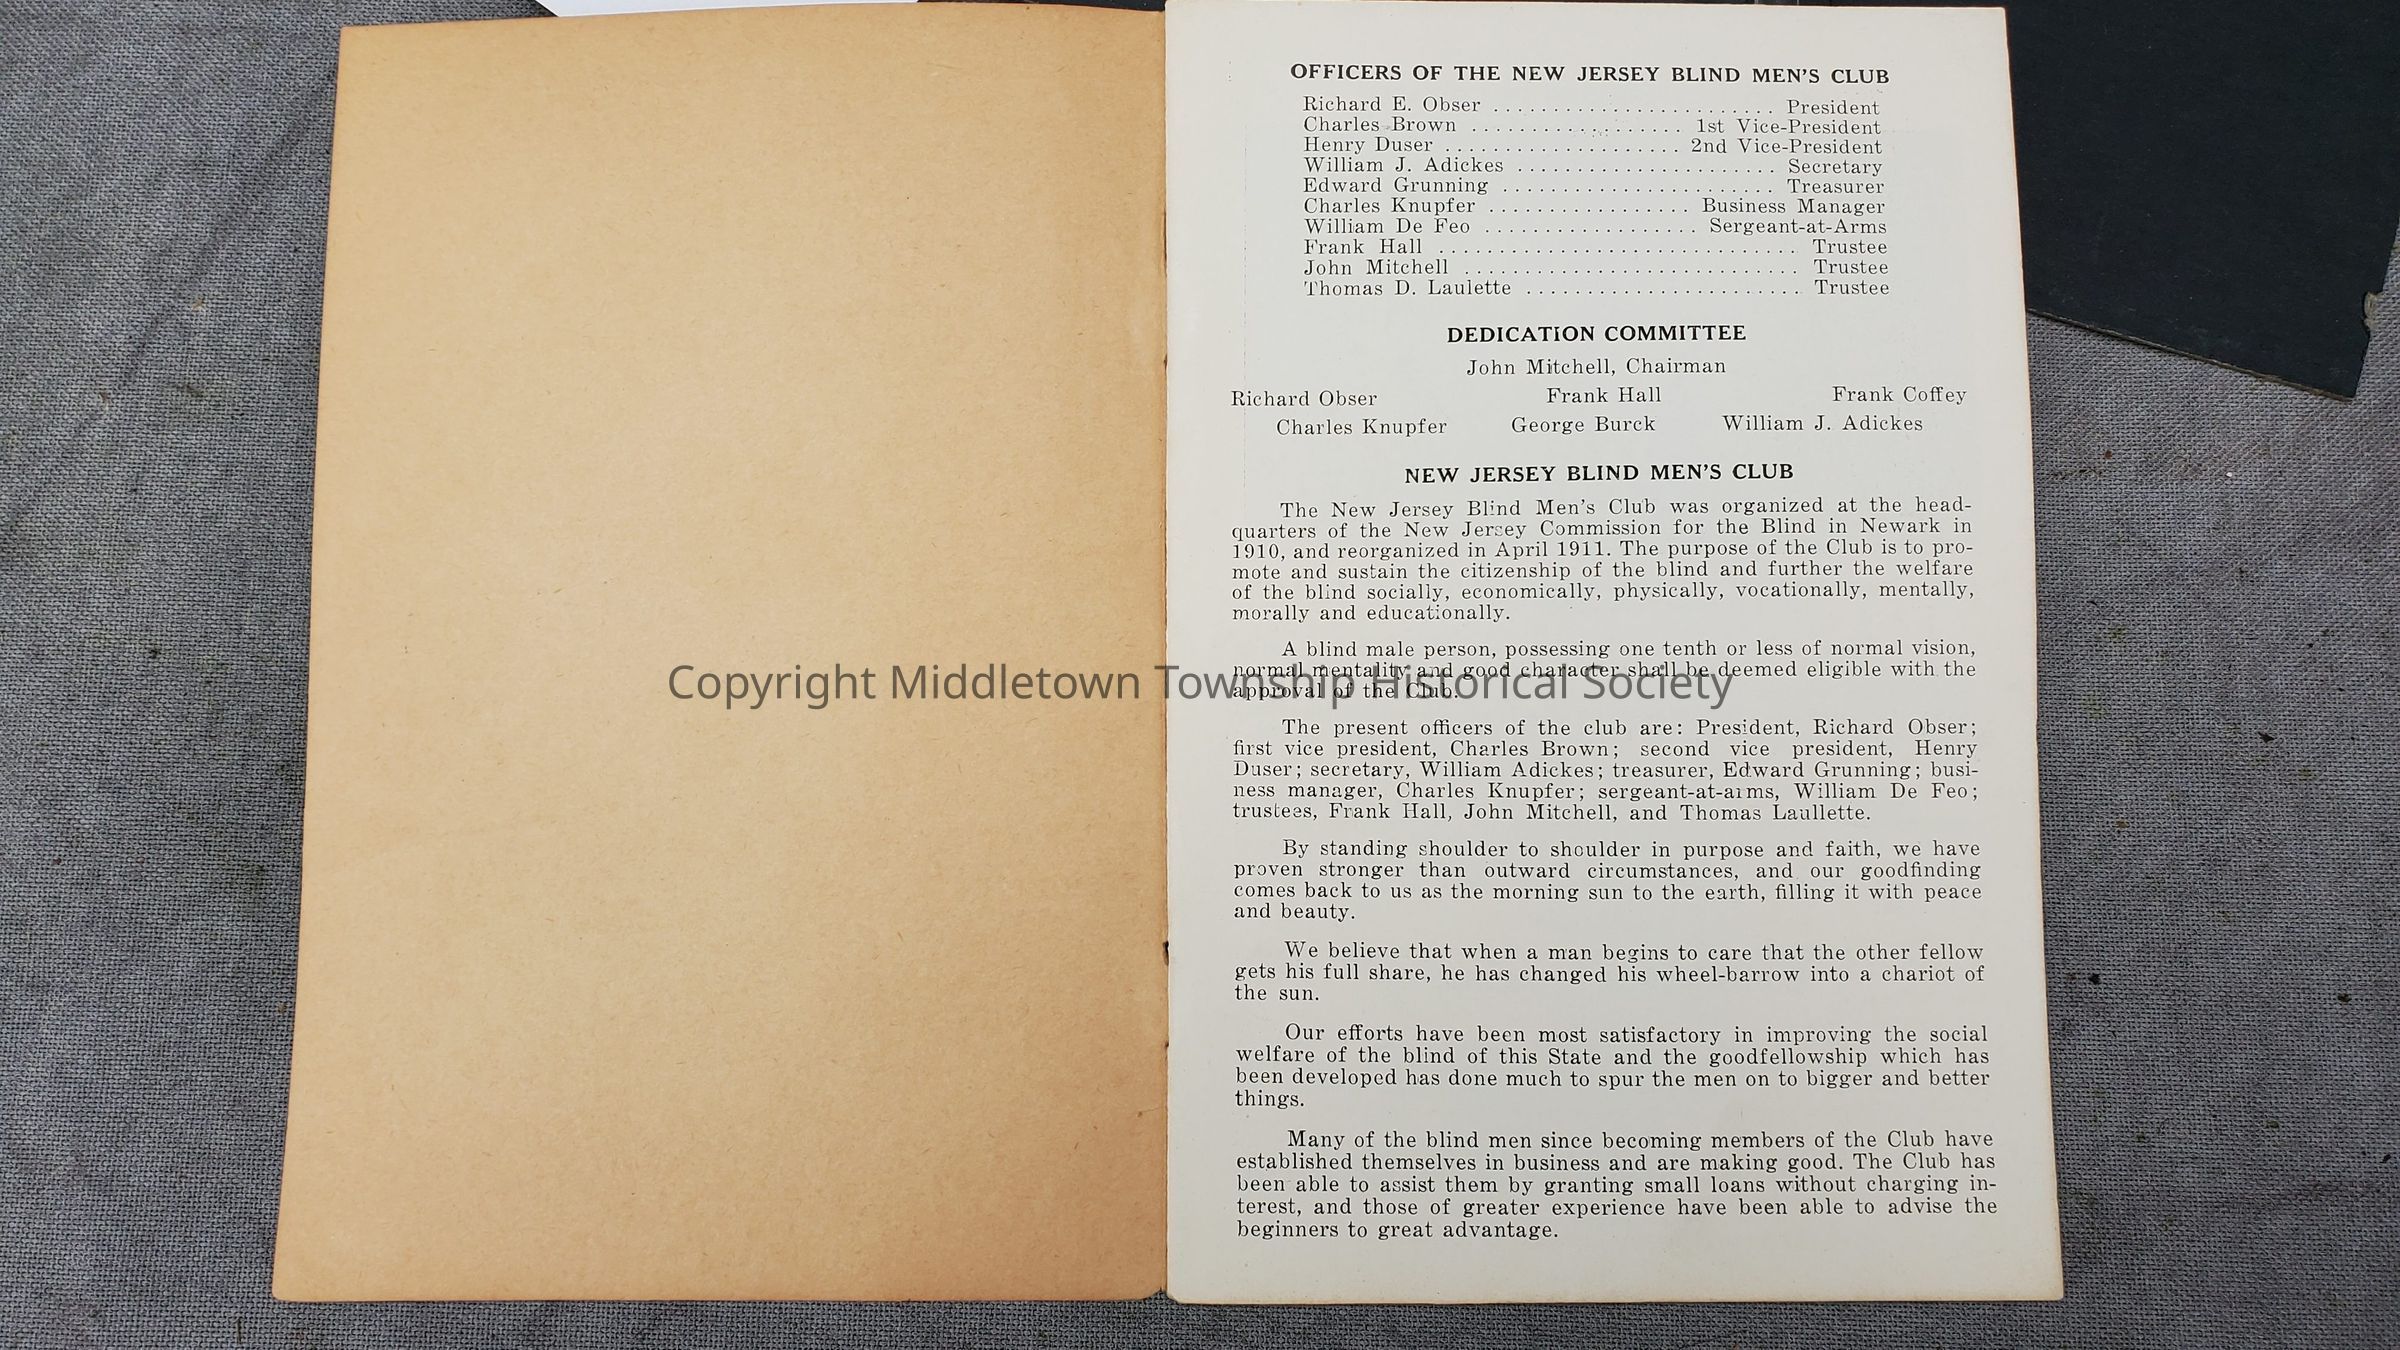 OFFICERS OF THE NEW JERSEY BLIND MEN'S CLUB
Richard E. Obser ....................... President
Charles Brown .................. 1st Vice-President
Henry Duser .................... 2nd Vice-President
William J. Adickes ...................... Secretary
Edward Grunning ....................... Treasurer
Charles Knupfer ................. Business Manager
William De Feo .................. Sergeant-at-Arms
Frank Hall .............................. Trustee
John Mitchell ............................ Trustee
Thomas D. Laulette ....................... Trustee
DEDICATION COMMITTEE
John Mitchell, Chairman
Richard Obser Frank Hall Frank Coffey
Charles Knupfer George Burck William J. Adickes
NEW JERSEY BLIND MEN'S CLUB
The New Jersey Blind Men's Club was organized at the head-
quarters of the New Jersey Commission for the Blind in Newark in
1910, and reorganized in April 1911. The purpose of the Club is to pro-
mote and sustain the citizenship of the blind and further the welfare
of the blind socially, economically, physically, vocationally, mentally,
morally and educationally.
A blind male person, possessing one tenth or less of normal vision,
normal mentality and good character shall be deemed eligible with the
approval of the Club.
Copyright Middletown Township Historical Society
The present officers of the club are: President, Richard Obser;
first vice president, Charles Brown; second vice president, Henry
Duser; secretary, William Adickes; treasurer, Edward Grunning; busi-
ness manager, Charles Knupfer; sergeant-at-arms, William De Feo;
trustees, Frank Hall, John Mitchell, and Thomas Laullette.
By standing shoulder to shoulder in purpose and faith, we have
proven stronger than outward circumstances, and our goodfinding
comes back to us as the morning sun to the earth, filling it with peace
and beauty.
We believe that when a man begins to care that the other fellow
gets his full share, he has changed his wheel-barrow into a chariot of
the sun.
Our efforts have been most satisfactory in improving the social
welfare of the blind of this State and the goodfellowship which has
been developed has done much to spur the men on to bigger and better
things.
Many of the blind men since becoming members of the Club have
established themselves in business and are making good. The Club has
been able to assist them by granting small loans without charging in-
terest, and those of greater experience have been able to advise the
beginners to great advantage.